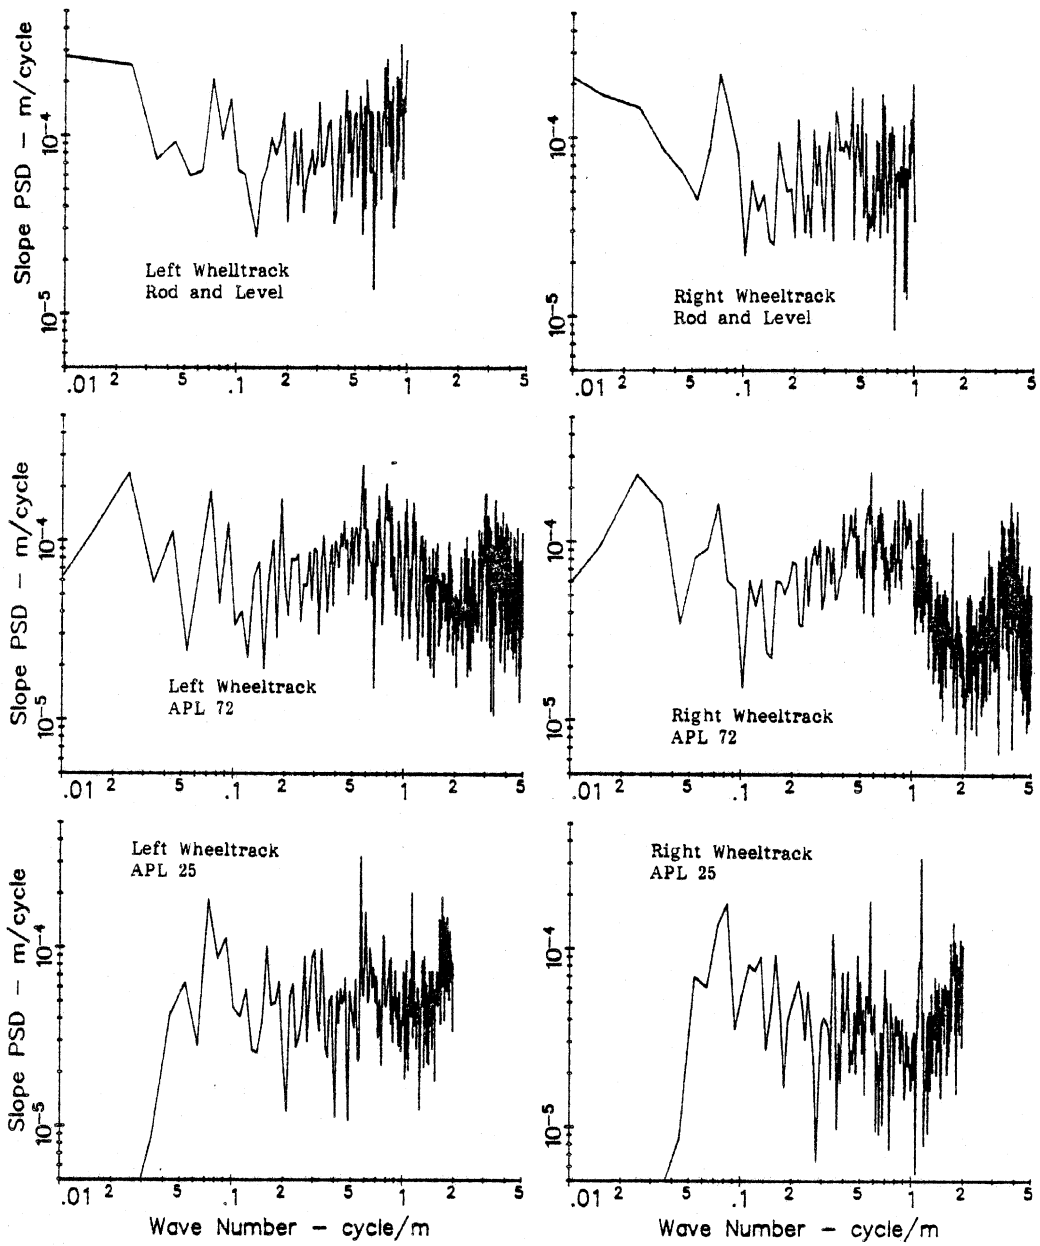 Slope PSD – m/cycle
10⁻⁴
10⁻⁵
Left Whelltrack
Rod and Level
.01 2 5 .1 2 5 1 2 5
10⁻⁴
10⁻⁵
Right Wheeltrack
Rod and Level
.01 2 5 .1 2 5 1 2 5
Slope PSD – m/cycle
10⁻⁴
10⁻⁵
Left Wheeltrack
APL 72
.01 2 5 .1 2 5 1 2 5
10⁻⁴
10⁻⁵
Right Wheeltrack
APL 72
.01 2 5 .1 2 5 1 2 5
Slope PSD – m/cycle
Left Wheeltrack
APL 25
10⁻⁴
10⁻⁵
.01 2 5 .1 2 5 1 2 5
Wave Number – cycle/m
Right Wheeltrack
APL 25
10⁻⁴
10⁻⁵
.01 2 5 .1 2 5 1 2 5
Wave Number – cycle/m